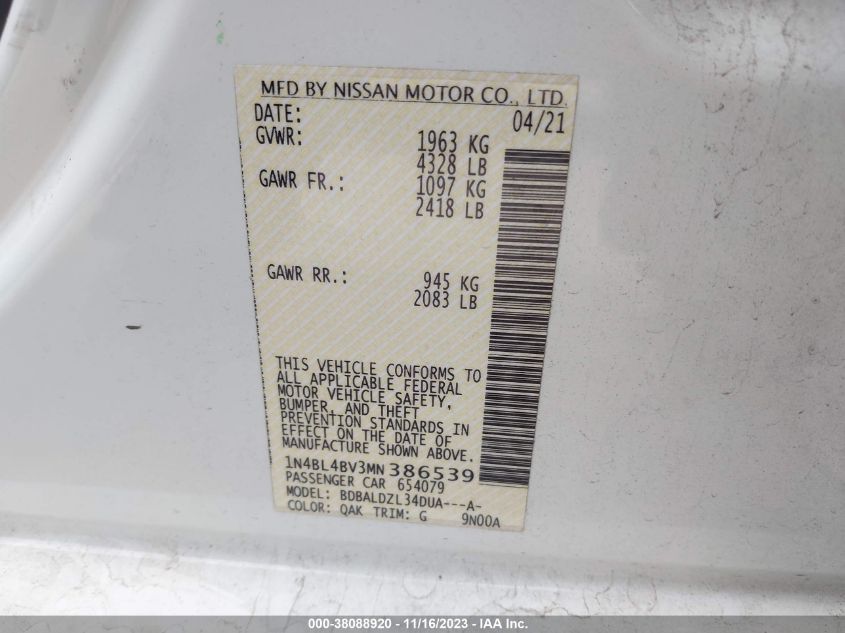 MFD BY NISSAN MOTOR CO., LTD.
DATE: 04/21
GVWR: 1963 KG
4328 LB
GAWR FR.: 1097 KG
2418 LB
GAWR RR.: 945 KG
2083 LB
THIS VEHICLE CONFORMS TO
ALL APPLICABLE FEDERAL
MOTOR VEHICLE SAFETY,
BUMPER, AND THEFT
PREVENTION STANDARDS IN
EFFECT ON THE DATE OF
MANUFACTURE SHOWN ABOVE.
1N4BL4BV3MN386539
PASSENGER CAR 654079
MODEL: BDBALDZL34DUA---A-
COLOR: QAK TRIM: G 9N00A
000-38088920 - 11/16/2023 - IAA Inc.